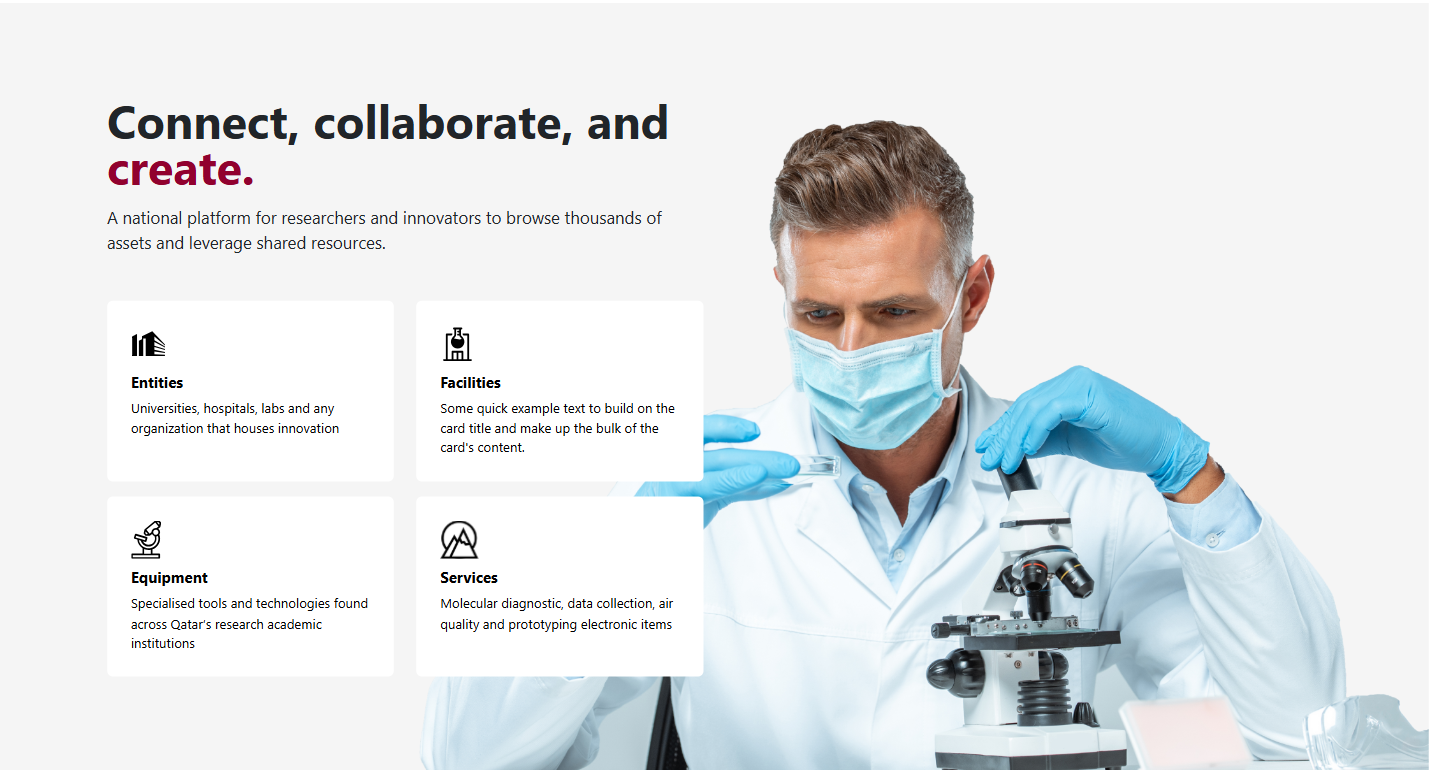 Connect, collaborate, and
create.
A national platform for researchers and innovators to browse thousands of
assets and leverage shared resources.
Entities
Universities, hospitals, labs and any
organization that houses innovation
Facilities
Some quick example text to build on the
card title and make up the bulk of the
card's content.
Equipment
Specialised tools and technologies found
across Qatar's research academic
institutions
Services
Molecular diagnostic, data collection, air
quality and prototyping electronic items